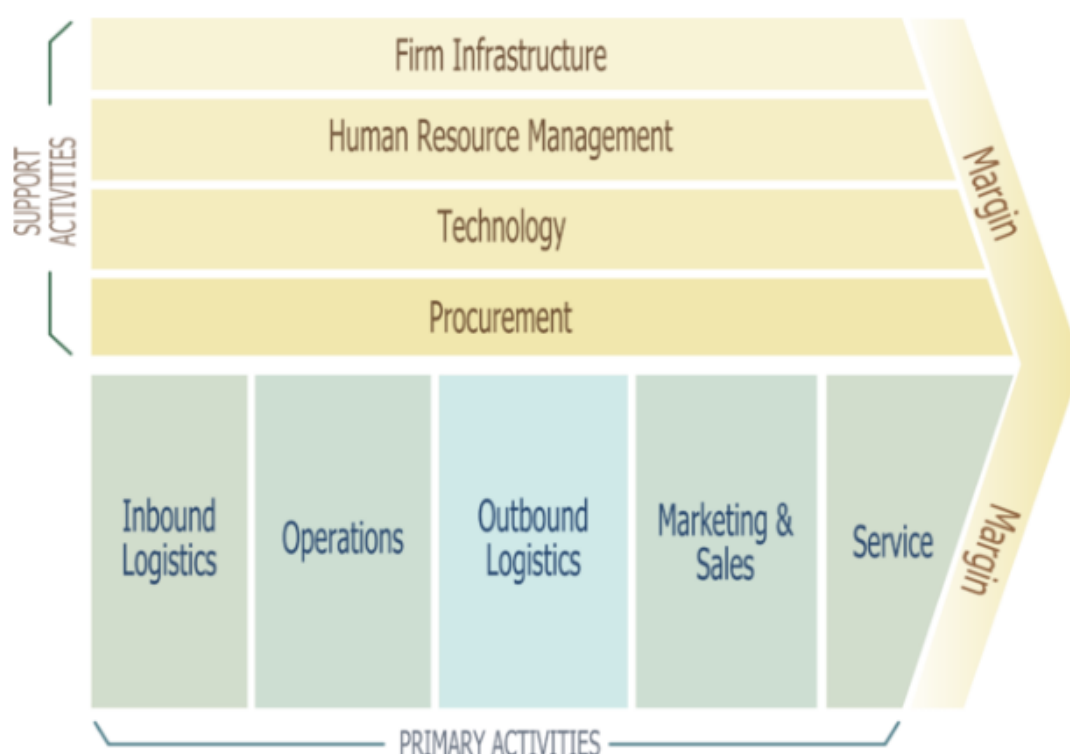 Firm Infrastructure
Human Resource Management
Technology
Procurement
SUPPORT
ACTIVITIES
Margin
Inbound
Logistics
Operations
Outbound
Logistics
Marketing &
Sales
Service
Margin
PRIMARY ACTIVITIES